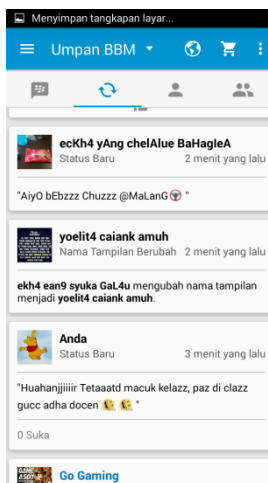 Menyimpan tangkapan layar...
Umpan BBM
ecKh4 yAng chelAlue BaHagIeA
Status Baru 2 menit yang lalu
"AiyO bEbzzz Chuzzz @MaLanG "
yoelit4 caiank amuh
Nama Tampilan Berubah 2 menit yang lalu
ekh4 ean9 syuka GaL4u mengubah nama tampilan
menjadi yoelit4 caiank amuh.
Anda
Status Baru 3 menit yang lalu
"Huahanjjiiiir Tetaatd macuk kelazz, paz di clazz
gucc adha docen "
0 Suka
Go Gaming